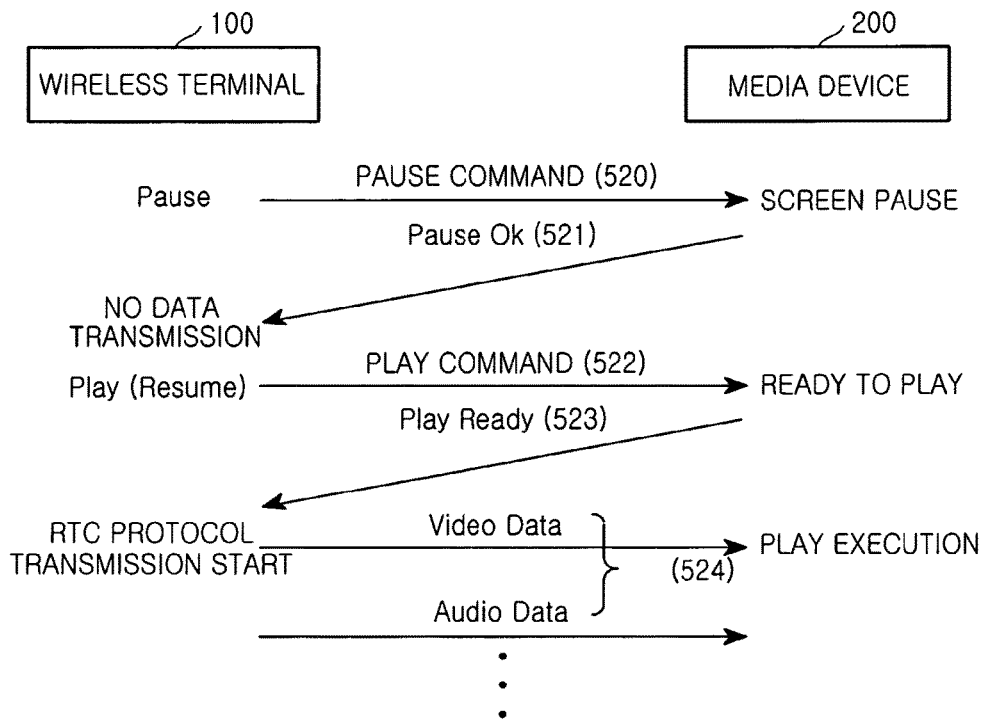 100
200
WIRELESS TERMINAL
MEDIA DEVICE
Pause
PAUSE COMMAND (520)
SCREEN PAUSE
Pause Ok (521)
NO DATA
TRANSMISSION
PLAY COMMAND (522)
Play (Resume)
READY TO PLAY
Play Ready (523)
RTC PROTOCOL
TRANSMISSION START
Video Data
PLAY EXECUTION
(524)
Audio Data